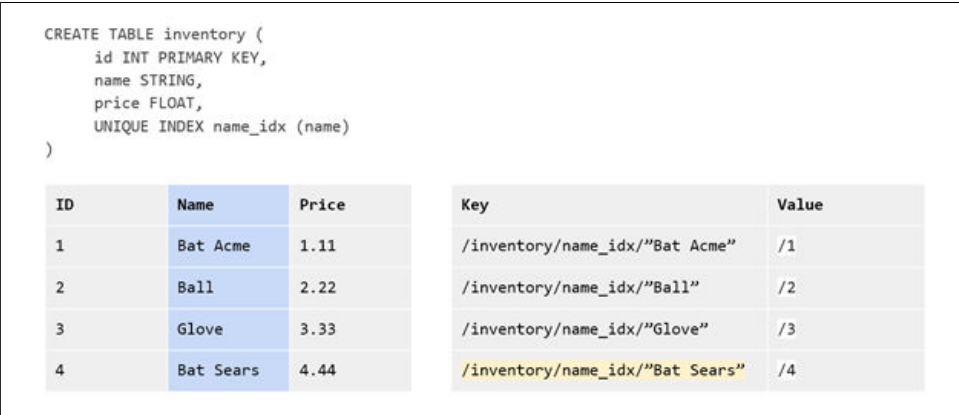 CREATE TABLE inventory (
id INT PRIMARY KEY,
name STRING,
price FLOAT,
UNIQUE INDEX name_idx (name)
)
ID Name Price Key Value
1 Bat Acme 1.11 /inventory/name_idx/”Bat Acme” /1
2 Ball 2.22 /inventory/name_idx/”Ball” /2
3 Glove 3.33 /inventory/name_idx/”Glove” /3
4 Bat Sears 4.44 /inventory/name_idx/”Bat Sears” /4